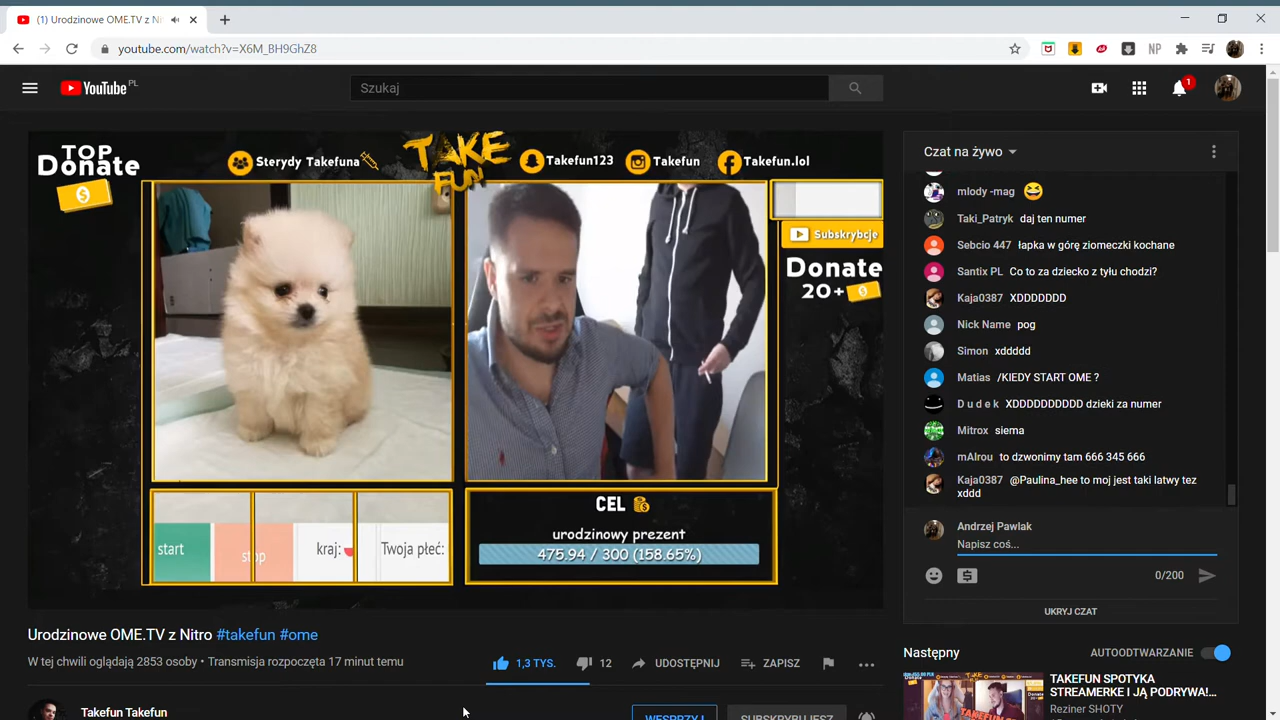 (1) Urodzinowe OME.TV z Ni
youtube.com/watch?v=X6M_BH9GhZ8
NP
YouTube PL
Szukaj
1
TOP
Donate
Sterydy Takefuna
TAKE
FUN
Takefun123
Takefun
Takefun.lol
Subskrybcje
Donate
20+
start
stop
kraj:
Twoja płeć:
CEL
urodzinowy prezent
475.94 / 300 (158.65%)
Urodzinowe OME.TV z Nitro #takefun #ome
W tej chwili oglądają 2853 osoby • Transmisja rozpoczęta 17 minut temu
1,3 TYS.
12
UDOSTĘPNIJ
ZAPISZ
Takefun Takefun
WESPRZYJ
SUBSKRYBUJESZ
Czat na żywo
mlody -mag
Taki_Patryk daj ten numer
Sebcio 447 łapka w górę ziomeczki kochane
Santix PL Co to za dziecko z tyłu chodzi?
Kaja0387 XDDDDDD
Nick Name pog
Simon xddddd
Matias /KIEDY START OME ?
D u d e k XDDDDDDDDDD dzieki za numer
Mitrox siema
mAlrou to dzwonimy tam 666 345 666
Kaja0387 @Paulina_hee to moj jest taki latwy tez
xddd
Andrzej Pawlak
Napisz coś...
0/200
UKRYJ CZAT
Następny
AUTOODTWARZANIE
TAKEFUN SPOTYKA
STREAMERKE I JĄ PODRYWA!...
Reziner SHOTY